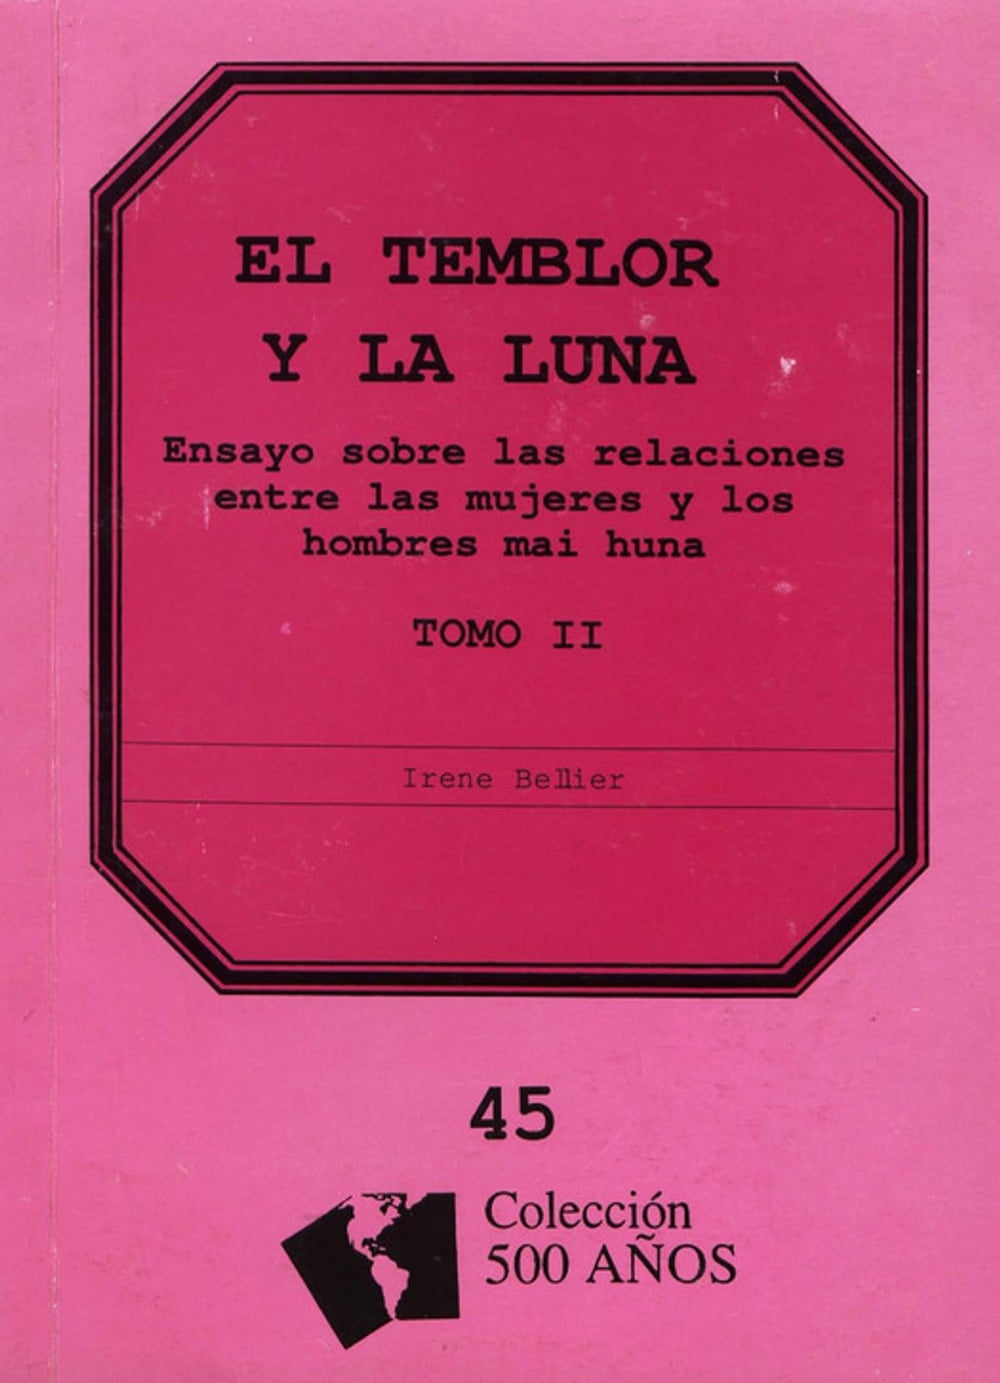 EL TEMBLOR
Y LA LUNA
Ensayo sobre las relaciones
entre las mujeres y los
hombres mai huna
TOMO II
Irene Bellier
45
Colección
500 AÑOS